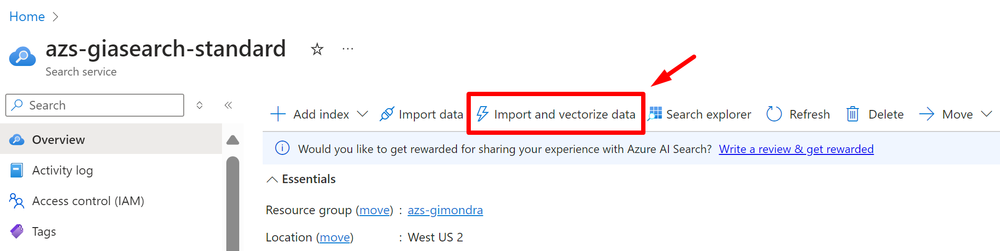 Home
azs-giasearch-standard
Search service
Search
Add index
Import data
Import and vectorize data
Search explorer
Refresh
Delete
Move
Overview
Activity log
Access control (IAM)
Tags
Would you like to get rewarded for sharing your experience with Azure AI Search? Write a review & get rewarded
Essentials
Resource group (move) : azs-gimondra
Location (move) : West US 2